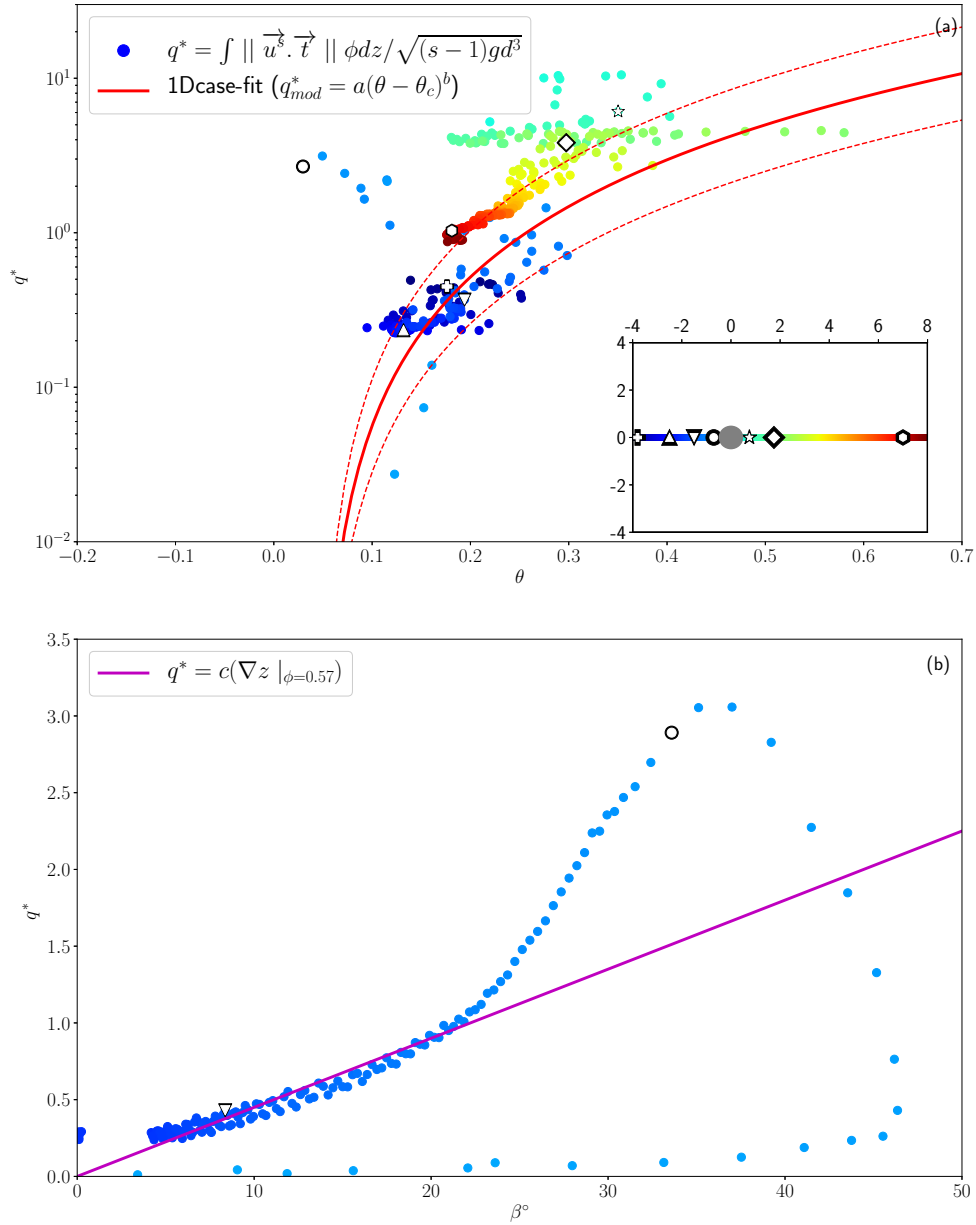 (a)
q* = ∫ || u^s→ . t→ || φdz/√((s − 1)gd³)
1Dcase-fit (q*_mod = a(θ − θ_c)^b)
10¹
10⁰
10⁻¹
10⁻²
q*
−0.2 −0.1 0.0 0.1 0.2 0.3 0.4 0.5 0.6 0.7
θ
-4 -2 0 2 4 6 8
4
2
0
-2
-4
(b)
q* = c(∇z |_φ=0.57)
3.5
3.0
2.5
2.0
1.5
1.0
0.5
0.0
q*
0 10 20 30 40 50
β°